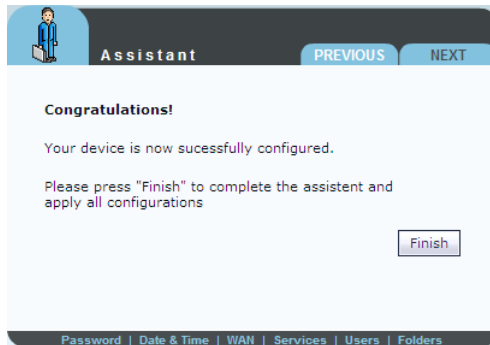 Assistant
PREVIOUS
NEXT
Congratulations!
Your device is now sucessfully configured.
Please press "Finish" to complete the assistent and
apply all configurations
Finish
Password | Date & Time | WAN | Services | Users | Folders